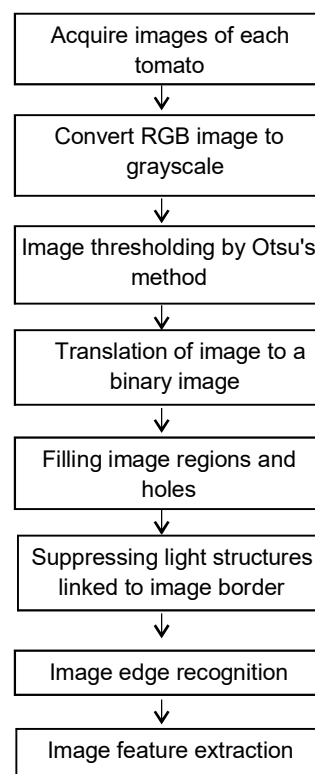 Acquire images of each
tomato
Convert RGB image to
grayscale
Image thresholding by Otsu's
method
Translation of image to a
binary image
Filling image regions and
holes
Suppressing light structures
linked to image border
Image edge recognition
Image feature extraction